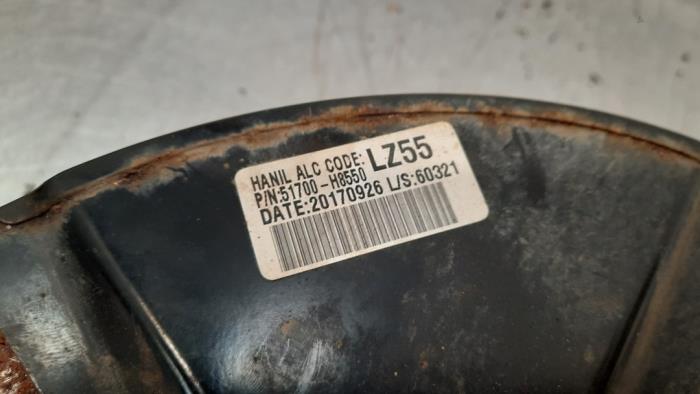 HANIL ALC CODE: LZ55
P/N:51700-H8550
DATE:20170926 L/S:60321